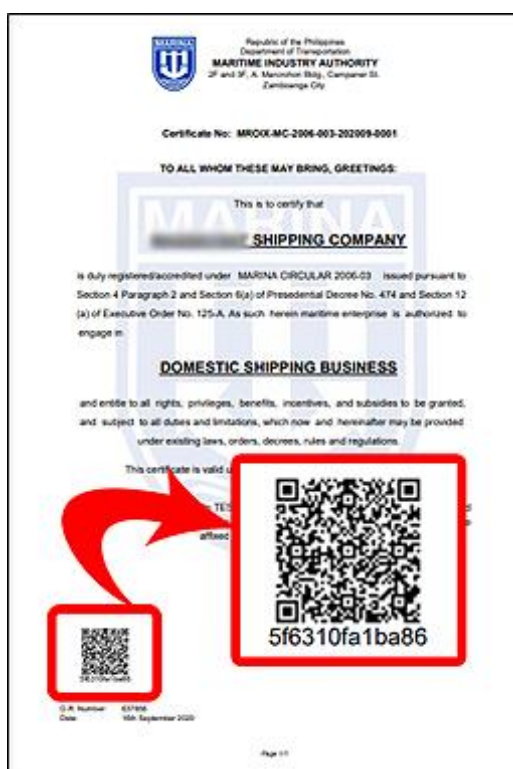 Republic of the Philippines
Department of Transportation
MARITIME INDUSTRY AUTHORITY
2F and 3F, A. Bldg., Campaner St.
Zamboanga City
MARINA
Certificate No: MROIX-MC-2006-003-202009-0001
TO ALL WHOM THESE MAY BRING, GREETINGS:
This is to certify that
SHIPPING COMPANY
is duly registered/accredited under MARINA CIRCULAR 2006-03 issued pursuant to
Section 4 Paragraph 2 and Section 6(a) of Presedential Decree No. 474 and Section 12
(a) of Executive Order No. 125-A. As such herein maritime enterprise is authorized to
engage in
DOMESTIC SHIPPING BUSINESS
and entitle to all rights, privileges, benefits, incentives, and subsidies to be granted,
and subject to all duties and limitations, which now and hereinafter may be provided
under existing laws, orders, decrees, rules and regulations.
This certificate is valid
affixed
5f6310fa1ba86
5f6310fa1ba86
O.R. Number:
Date: 16th September 2020
Page 1/1